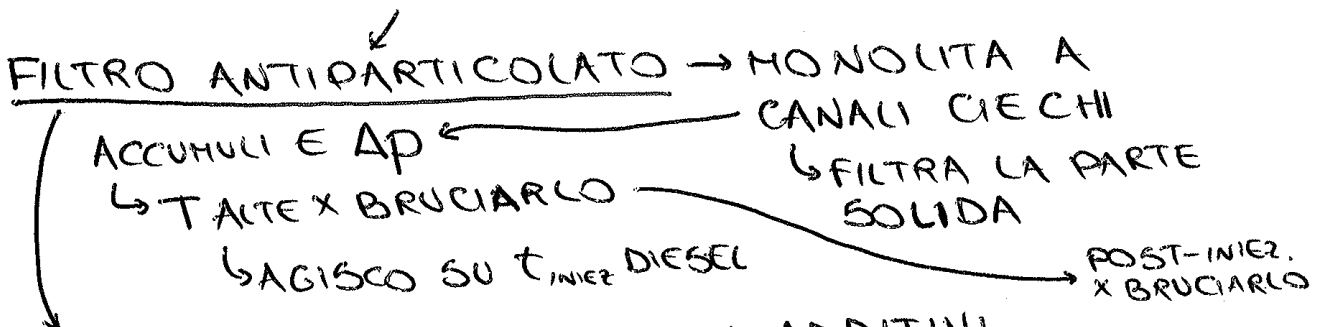 FILTRO ANTIPARTICOLATO → MONOLITA A
CANALI CIECHI
ACCUMULI E Δp
↳ FILTRA LA PARTE
SOLIDA
↳ T ALTE X BRUCIARLO
↳ AGISCO SU t INIEZ DIESEL
POST-INIEZ.
X BRUCIARLO
ADDITIVI